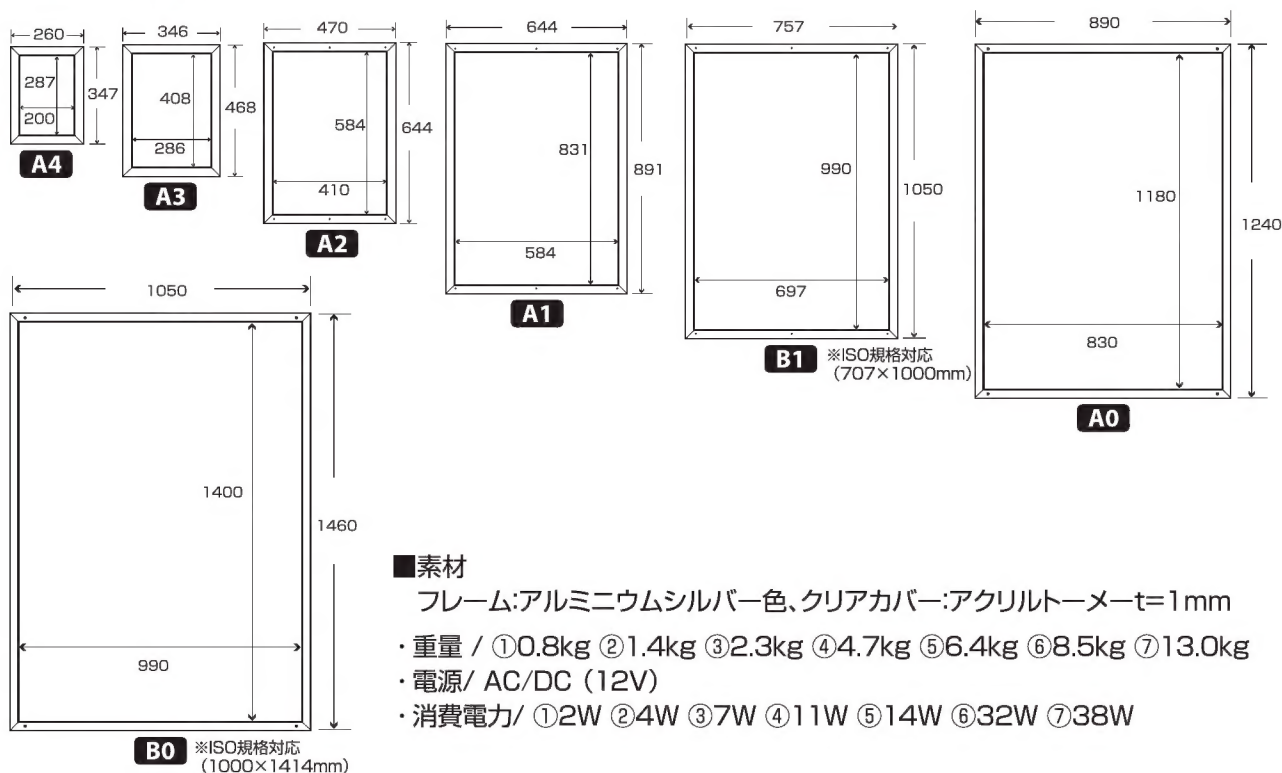 260
287
200
347
A4
346
408
286
468
A3
470
584
410
644
A2
644
831
584
891
A1
757
990
697
1050
B1
※ISO規格対応
(707×1000mm)
890
1180
830
1240
A0
1050
1400
990
1460
B0
※ISO規格対応
(1000×1414mm)
■素材
フレーム:アルミニウムシルバー色、クリアカバー:アクリルトーメーt=1mm
・重量 / ①0.8kg ②1.4kg ③2.3kg ④4.7kg ⑤6.4kg ⑥8.5kg ⑦13.0kg
・電源/ AC/DC (12V)
・消費電力/ ①2W ②4W ③7W ④11W ⑤14W ⑥32W ⑦38W